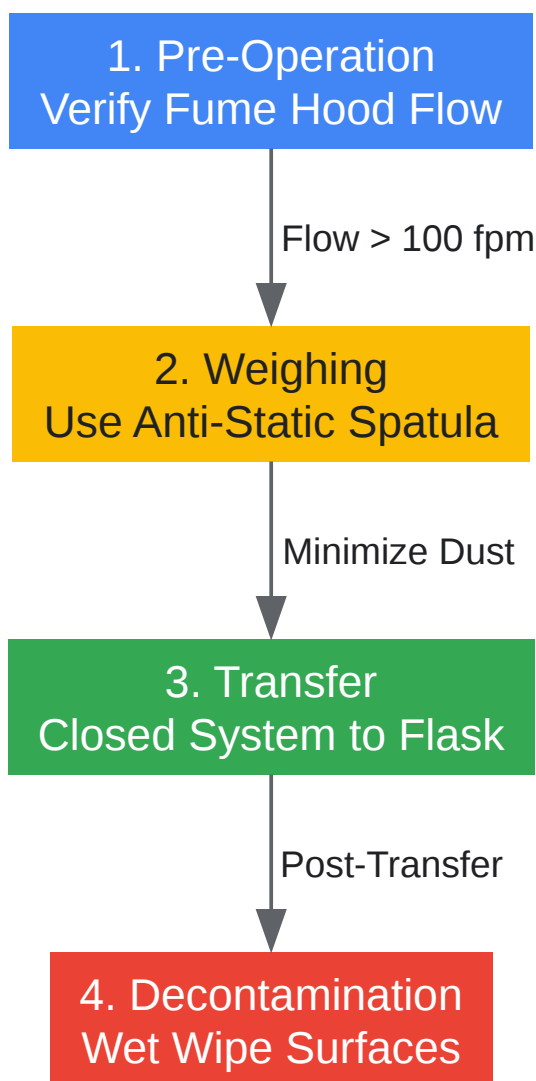 1. Pre-Operation
Verify Fume Hood Flow
Flow > 100 fpm
2. Weighing
Use Anti-Static Spatula
Minimize Dust
3. Transfer
Closed System to Flask
Post-Transfer
4. Decontamination
Wet Wipe Surfaces